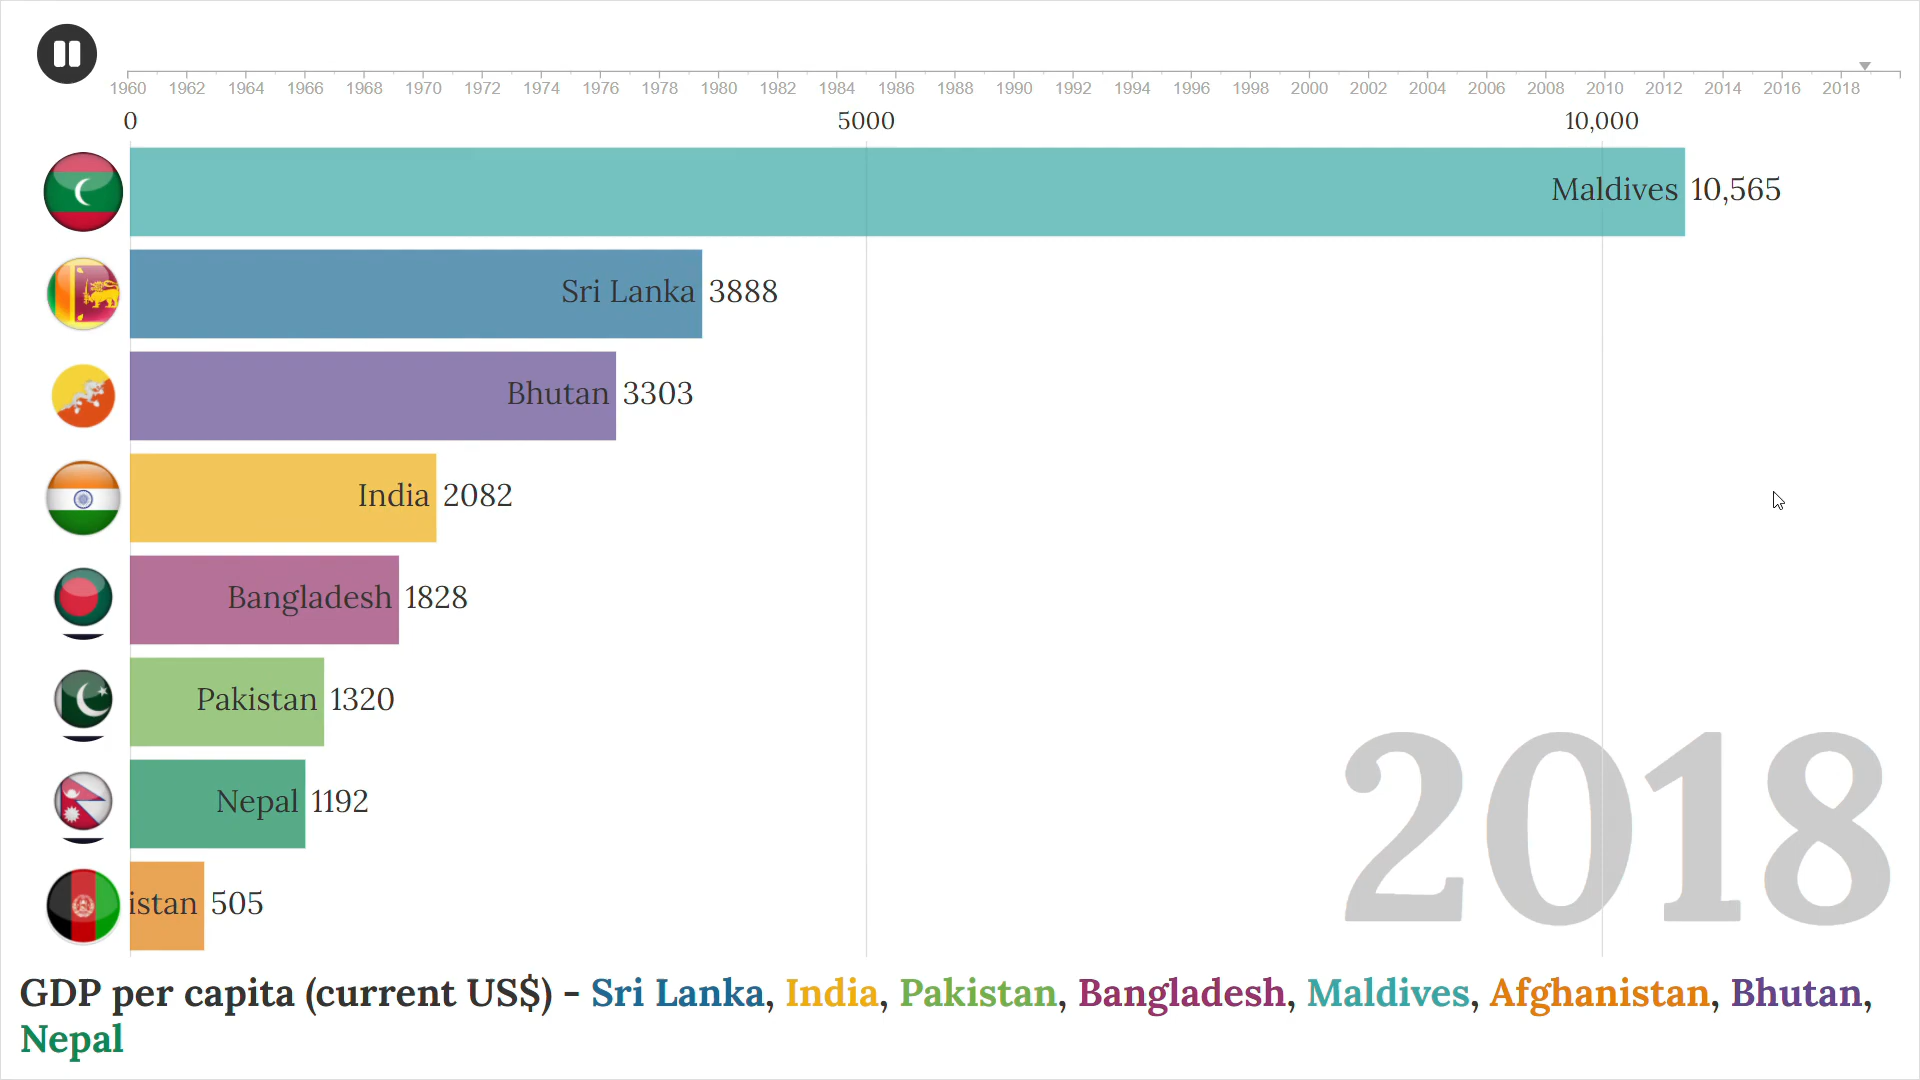 1960 1962 1964 1966 1968 1970 1972 1974 1976 1978 1980 1982 1984 1986 1988 1990 1992 1994 1996 1998 2000 2002 2004 2006 2008 2010 2012 2014 2016 2018
0 5000 10,000
Maldives 10,565
Sri Lanka 3888
Bhutan 3303
India 2082
Bangladesh 1828
Pakistan 1320
Nepal 1192
istan 505
2018
GDP per capita (current US$) - Sri Lanka, India, Pakistan, Bangladesh, Maldives, Afghanistan, Bhutan,
Nepal